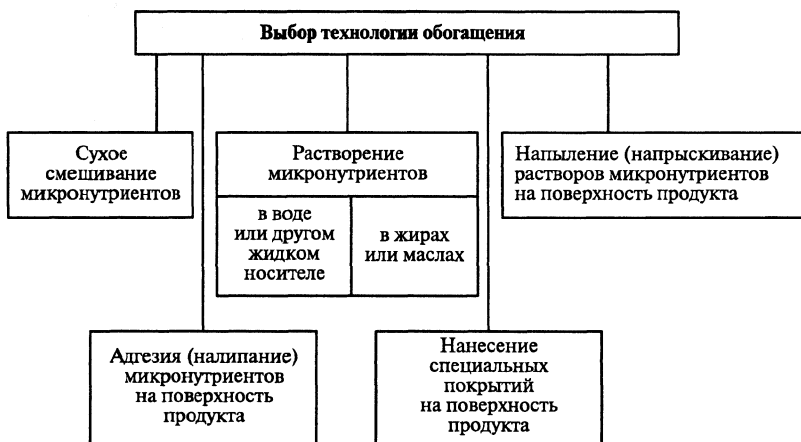 Выбор технологии обогащения
Сухое
смешивание
микронутриентов
Растворение
микронутриентов
в воде
или другом
жидком
носителе
в жирах
или маслах
Напыление (напрыскивание)
растворов микронутриентов
на поверхность продукта
Адгезия (налипание)
микронутриентов
на поверхность
продукта
Нанесение
специальных
покрытий
на поверхность
продукта